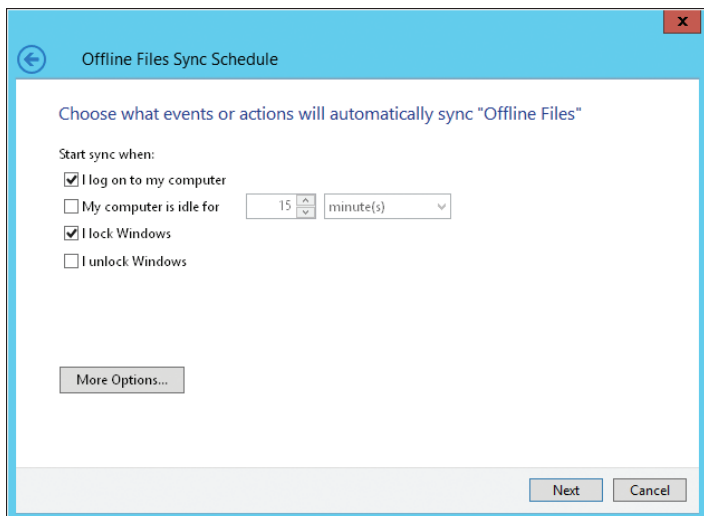 x
Offline Files Sync Schedule
Choose what events or actions will automatically sync "Offline Files"
Start sync when:
I log on to my computer
My computer is idle for 15 minute(s)
I lock Windows
I unlock Windows
More Options...
Next Cancel